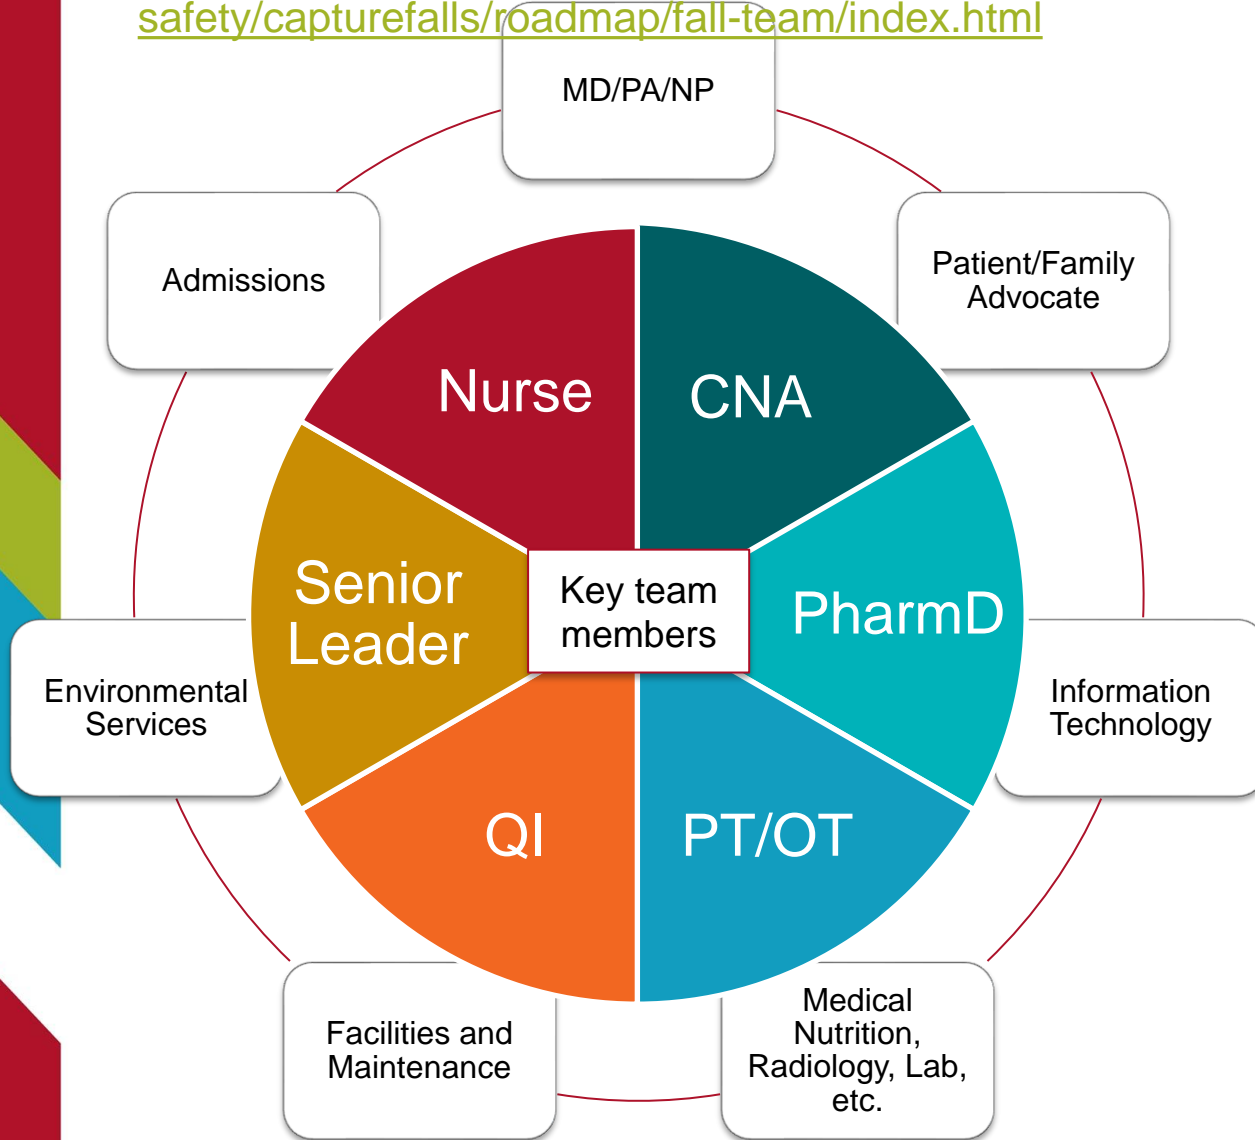 safety/capturefalls/roadmap/fall-team/index.html
MD/PA/NP
Admissions
Patient/Family
Advocate
Nurse
CNA
Senior
Leader
Key team
members
PharmD
Environmental
Services
Information
Technology
QI
PT/OT
Facilities and
Maintenance
Medical
Nutrition,
Radiology, Lab,
etc.